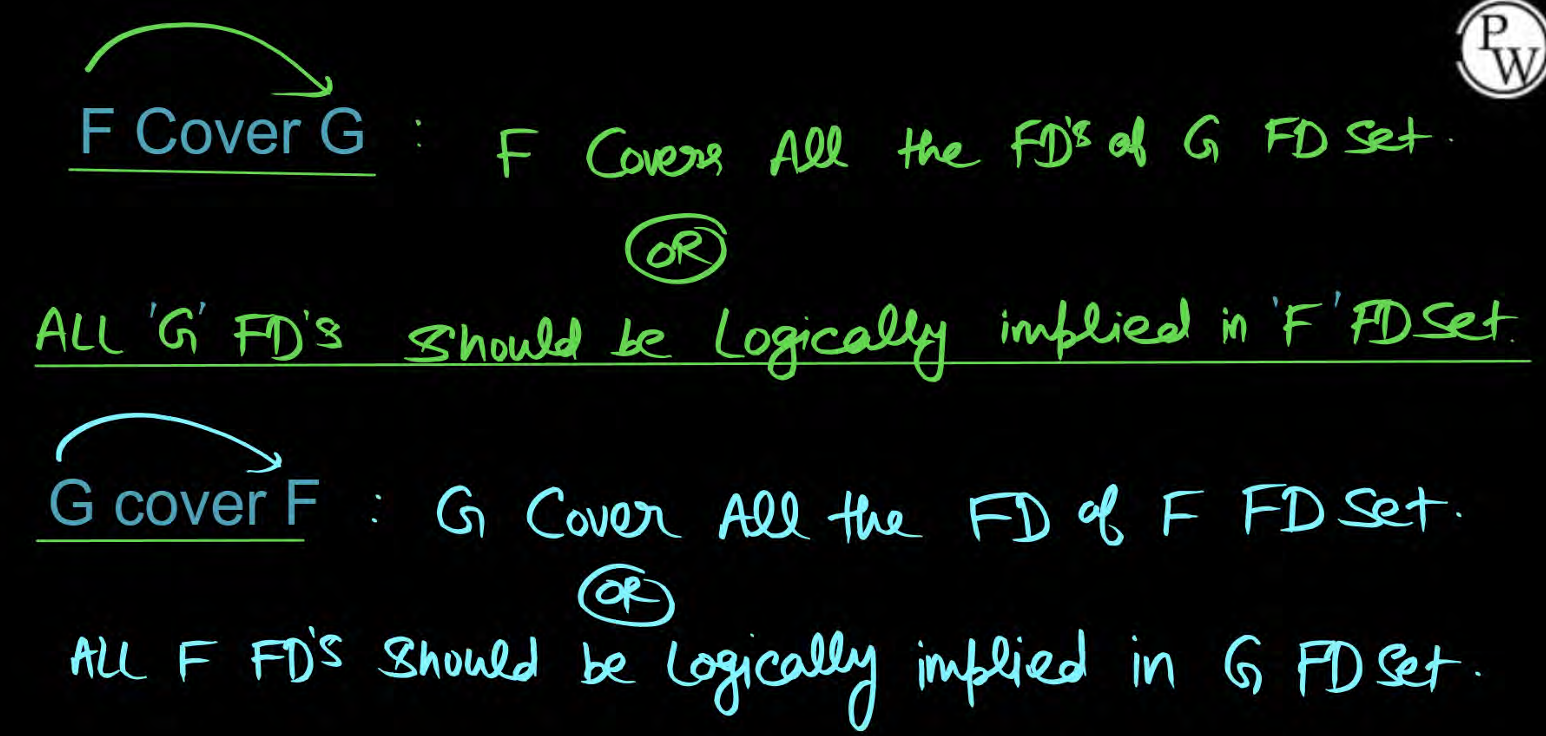 P
W
F Cover G : F Covers All the FD's of G FD Set.
OR
ALL 'G' FD's Should be Logically implied in 'F' FD Set.
G cover F : G Cover All the FD of F FD Set.
OR
ALL F FD's Should be Logically implied in G FD Set.